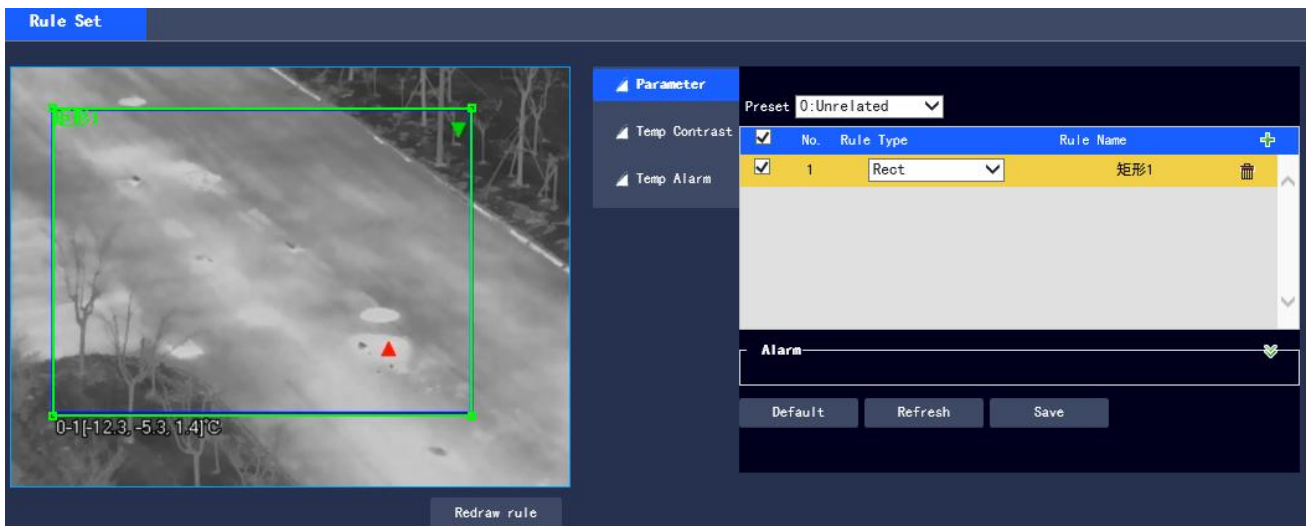 Rule Set
矩形1
0-1[-12.3, -5.3, 1.4]℃
Redraw rule
Parameter
Temp Contrast
Temp Alarm
Preset 0:Unrelated
No. Rule Type Rule Name
1 Rect 矩形1
Alarm
Default Refresh Save